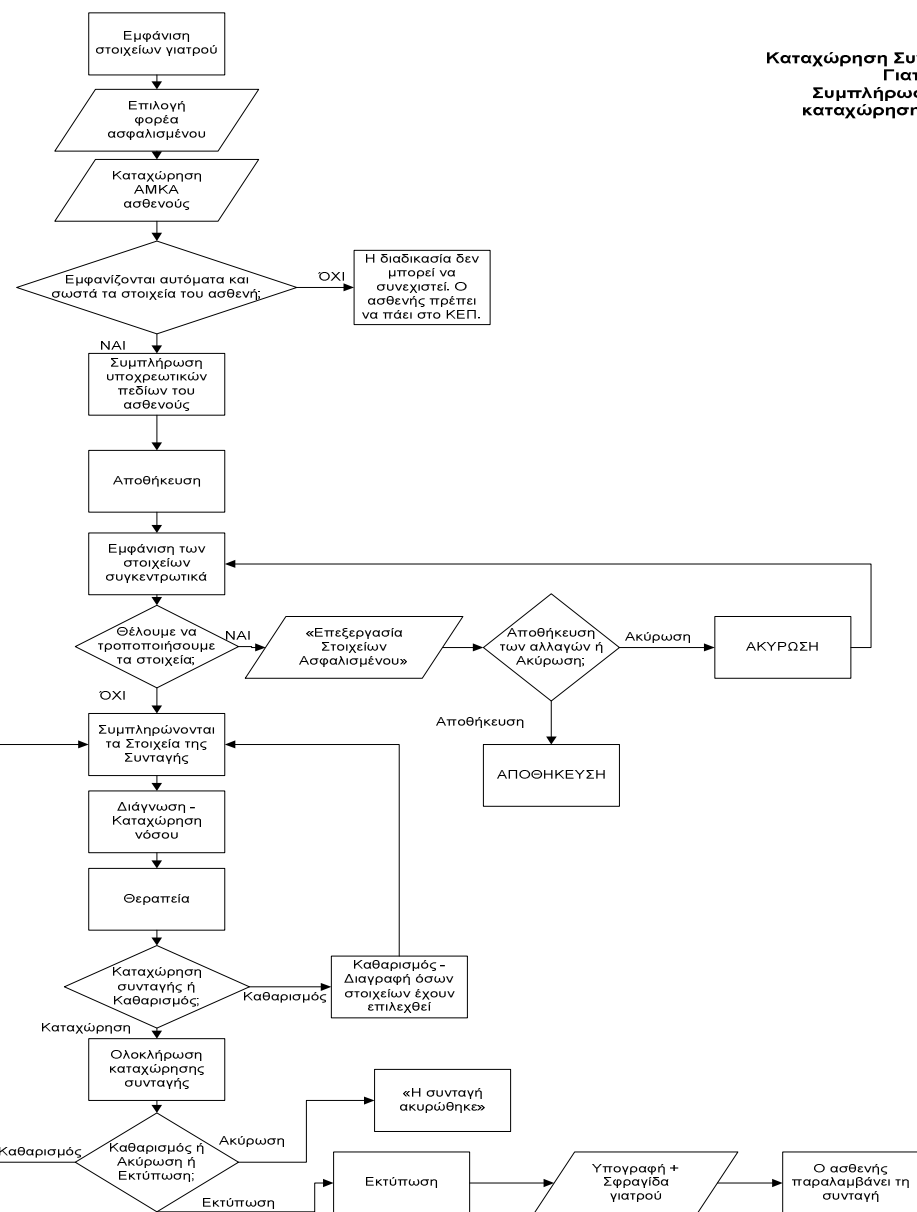 Εμφάνιση
στοιχείων γιατρού
Καταχώρηση Συ
Γιατ
Συμπλήρωσ
καταχώρηση
Επιλογή
φορέα
ασφαλισμένου
Καταχώρηση
ΑΜΚΑ
ασθενούς
Εμφανίζονται αυτόματα και
σωστά τα στοιχεία του ασθενή;
ΌΧΙ
Η διαδικασία δεν
μπορεί να
συνεχιστεί. Ο
ασθενής πρέπει
να πάει στο ΚΕΠ.
ΝΑΙ
Συμπλήρωση
υποχρεωτικών
πεδίων του
ασθενούς
Αποθήκευση
Εμφάνιση των
στοιχείων
συγκεντρωτικά
Θέλουμε να
τροποποιήσουμε
τα στοιχεία;
ΝΑΙ
«Επεξεργασία
Στοιχείων
Ασφαλισμένου»
Αποθήκευση
των αλλαγών ή
Ακύρωση;
Ακύρωση
ΑΚΥΡΩΣΗ
ΌΧΙ
Αποθήκευση
ΑΠΟΘΗΚΕΥΣΗ
Συμπληρώνονται
τα Στοιχεία της
Συνταγής
Διάγνωση -
Καταχώρηση
νόσου
Θεραπεία
Καταχώρηση
συνταγής ή
Καθαρισμός;
Καθαρισμός
Καθαρισμός -
Διαγραφή όσων
στοιχείων έχουν
επιλεχθεί
Καταχώρηση
Ολοκλήρωση
καταχώρησης
συνταγής
«Η συνταγή
ακυρώθηκε»
Καθαρισμός
Καθαρισμός ή
Ακύρωση ή
Εκτύπωση;
Ακύρωση
Εκτύπωση
Εκτύπωση
Υπογραφή +
Σφραγίδα
γιατρού
Ο ασθενής
παραλαμβάνει τη
συνταγή